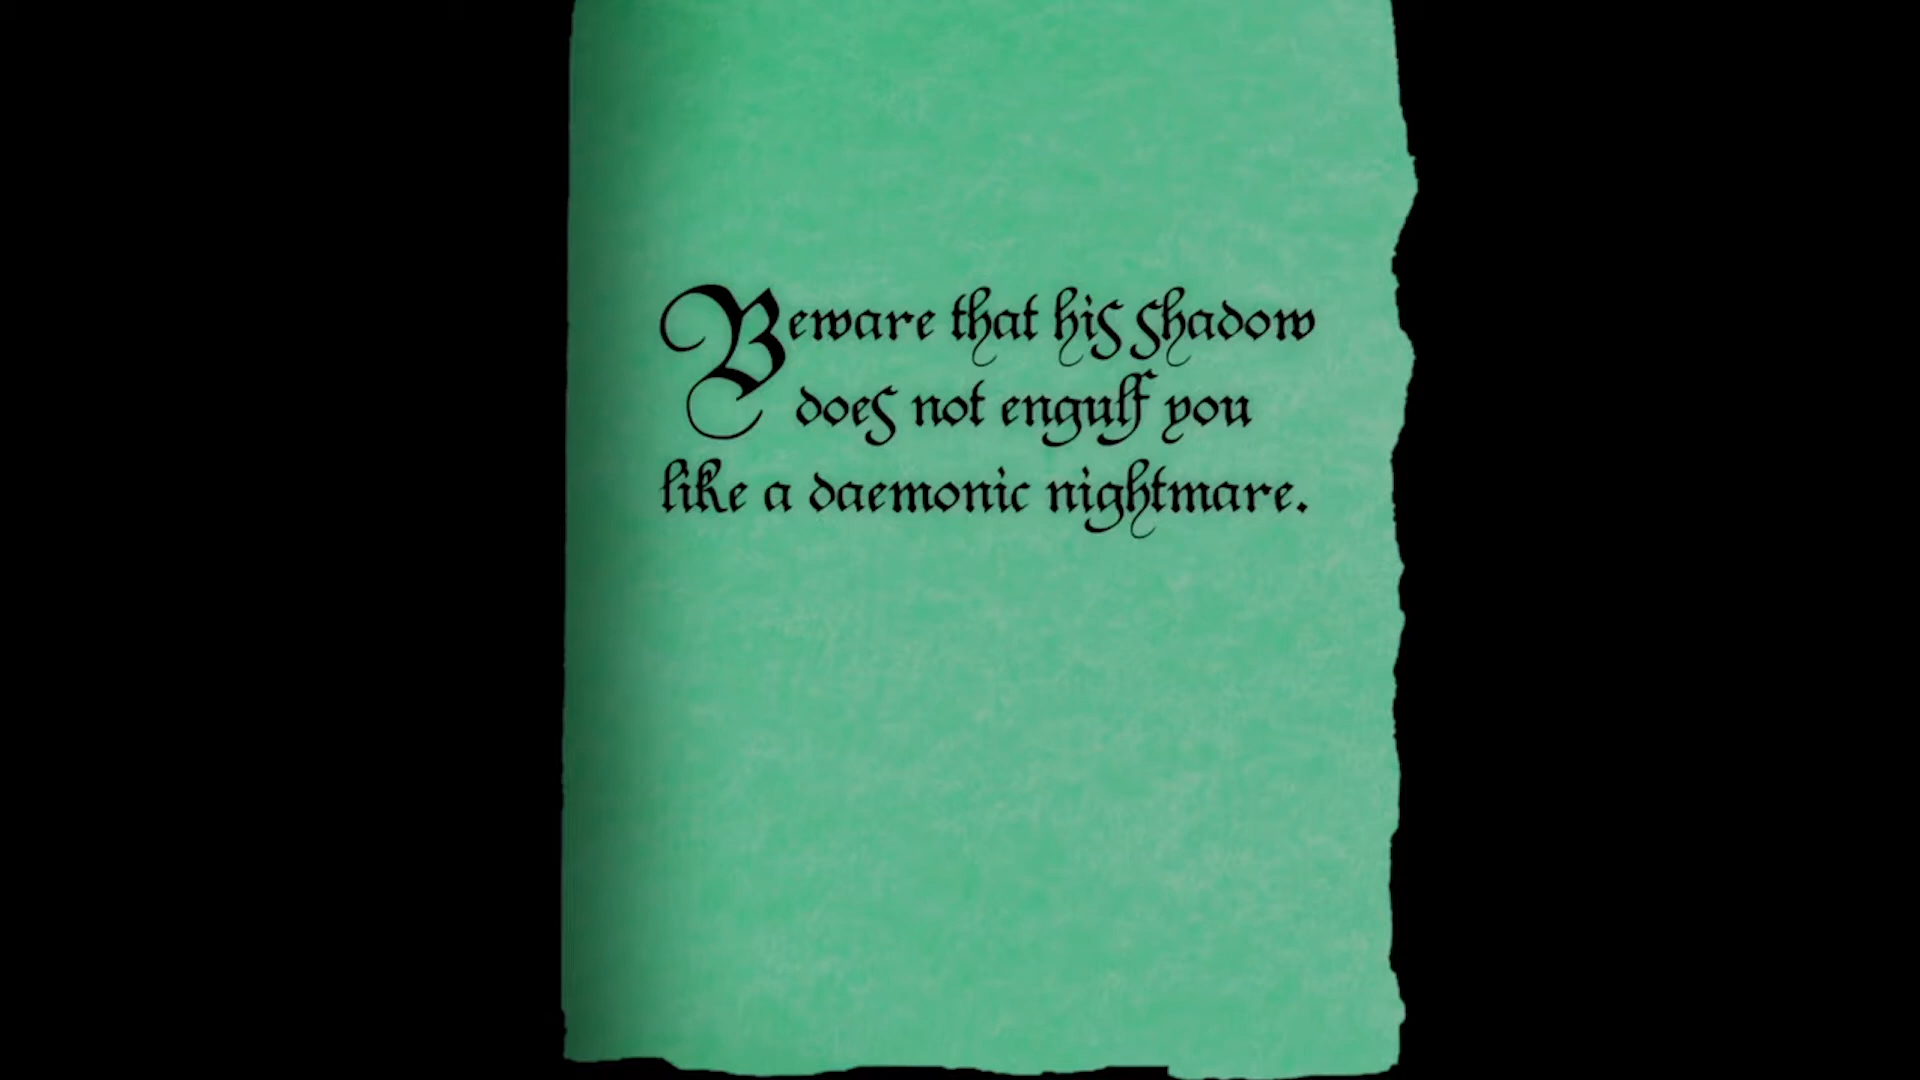 Beware that his shadow
does not engulf you
like a daemonic nightmare.